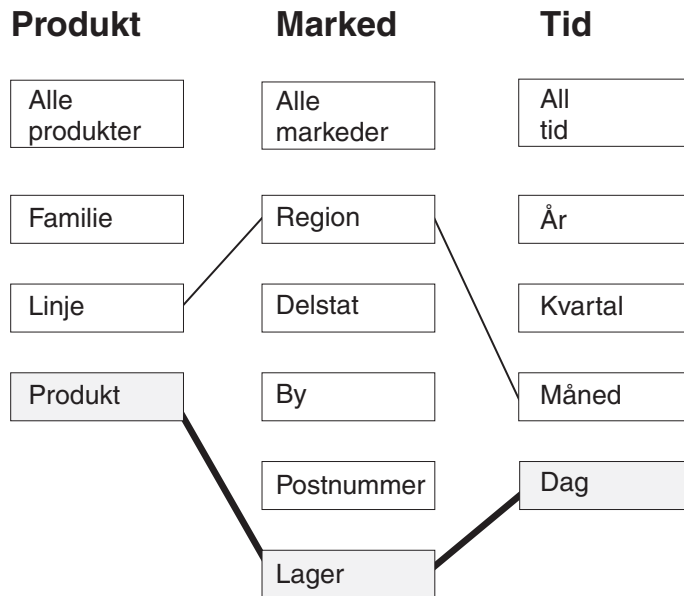 Produkt
Marked
Tid
Alle
produkter
Alle
markeder
All
tid
Familie
Region
År
Linje
Delstat
Kvartal
Produkt
By
Måned
Postnummer
Dag
Lager